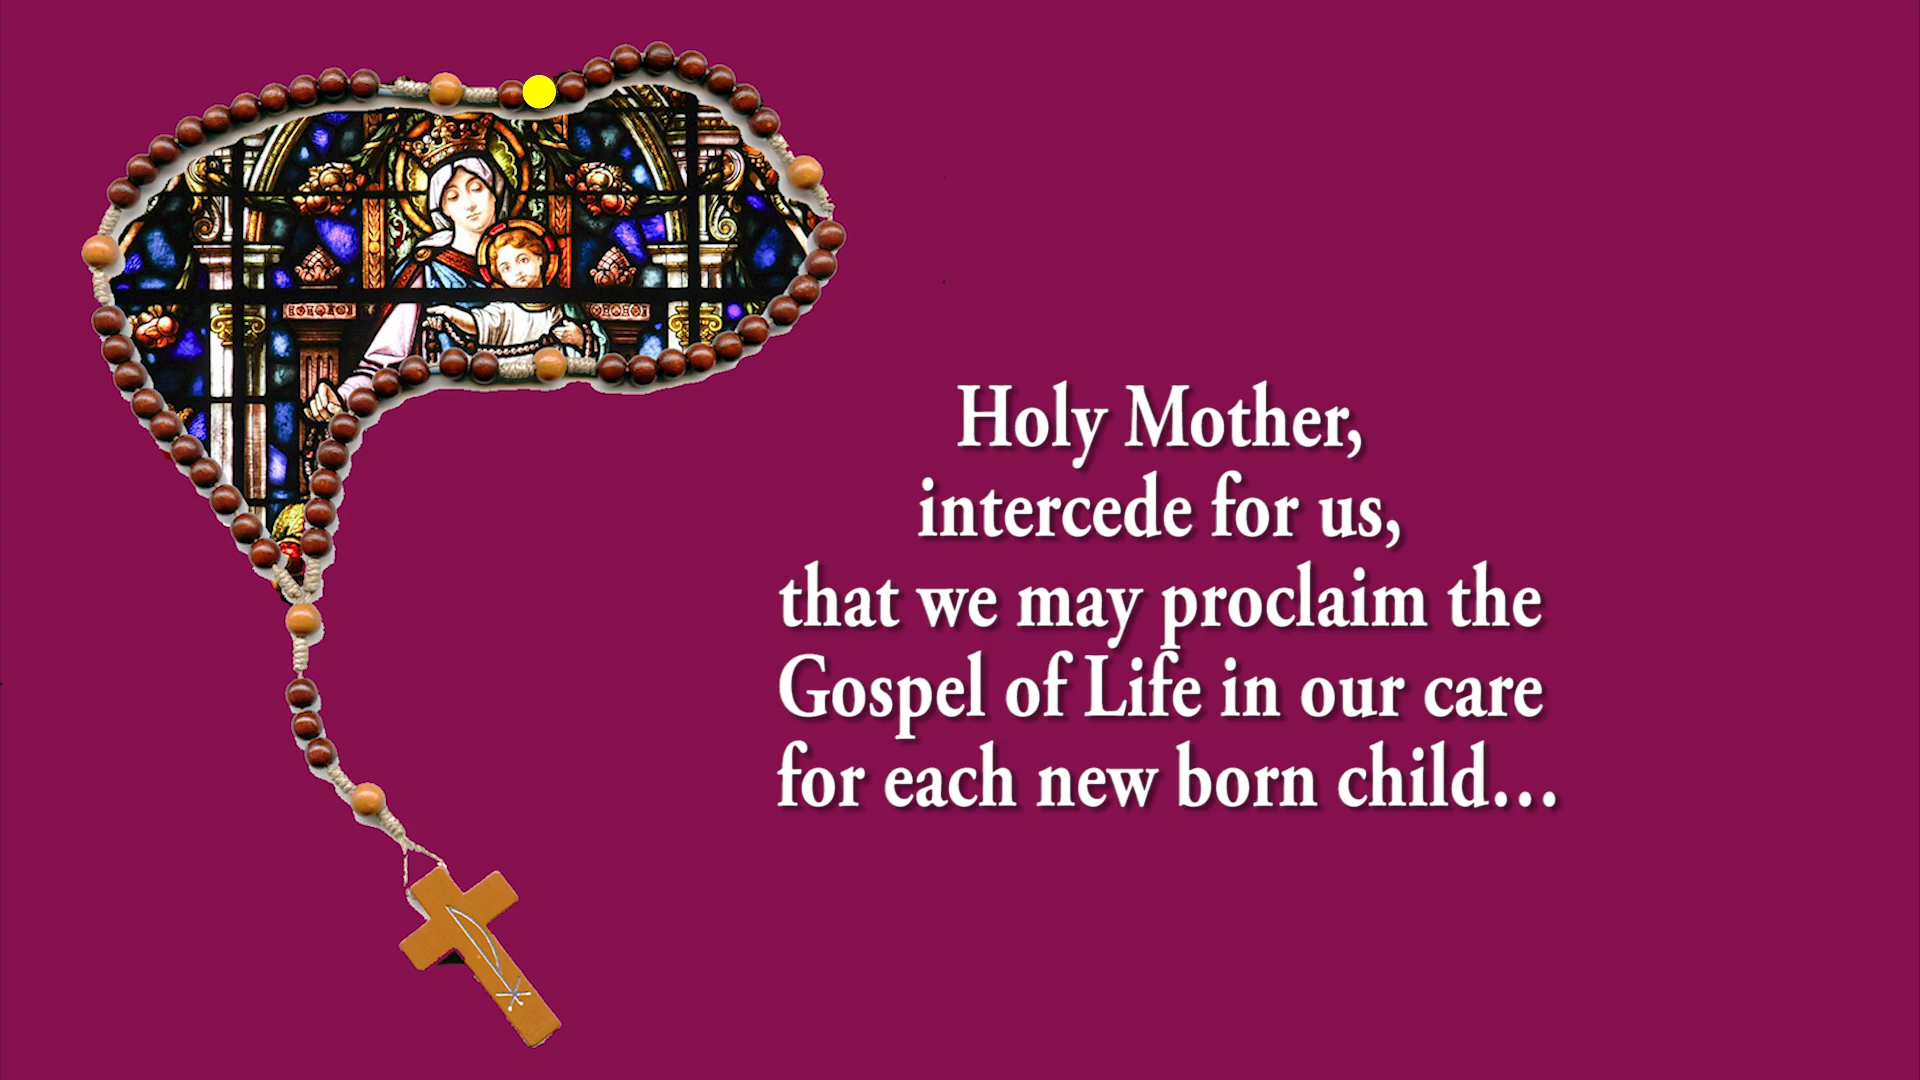 Holy Mother,
intercede for us,
that we may proclaim the
Gospel of Life in our care
for each new born child...